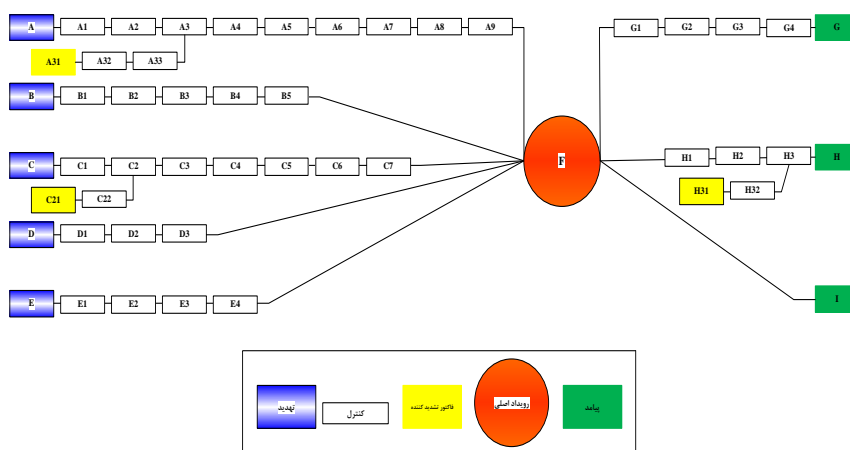 A A1 A2 A3 A4 A5 A6 A7 A8 A9 G1 G2 G3 G4 G
A31 A32 A33
B B1 B2 B3 B4 B5
C C1 C2 C3 C4 C5 C6 C7 F H1 H2 H3 H
C21 C22 H31 H32
D D1 D2 D3
E E1 E2 E3 E4 I
تهدید
کنترل
فاکتور تشدید کننده
رویداد اصلی
پیامد